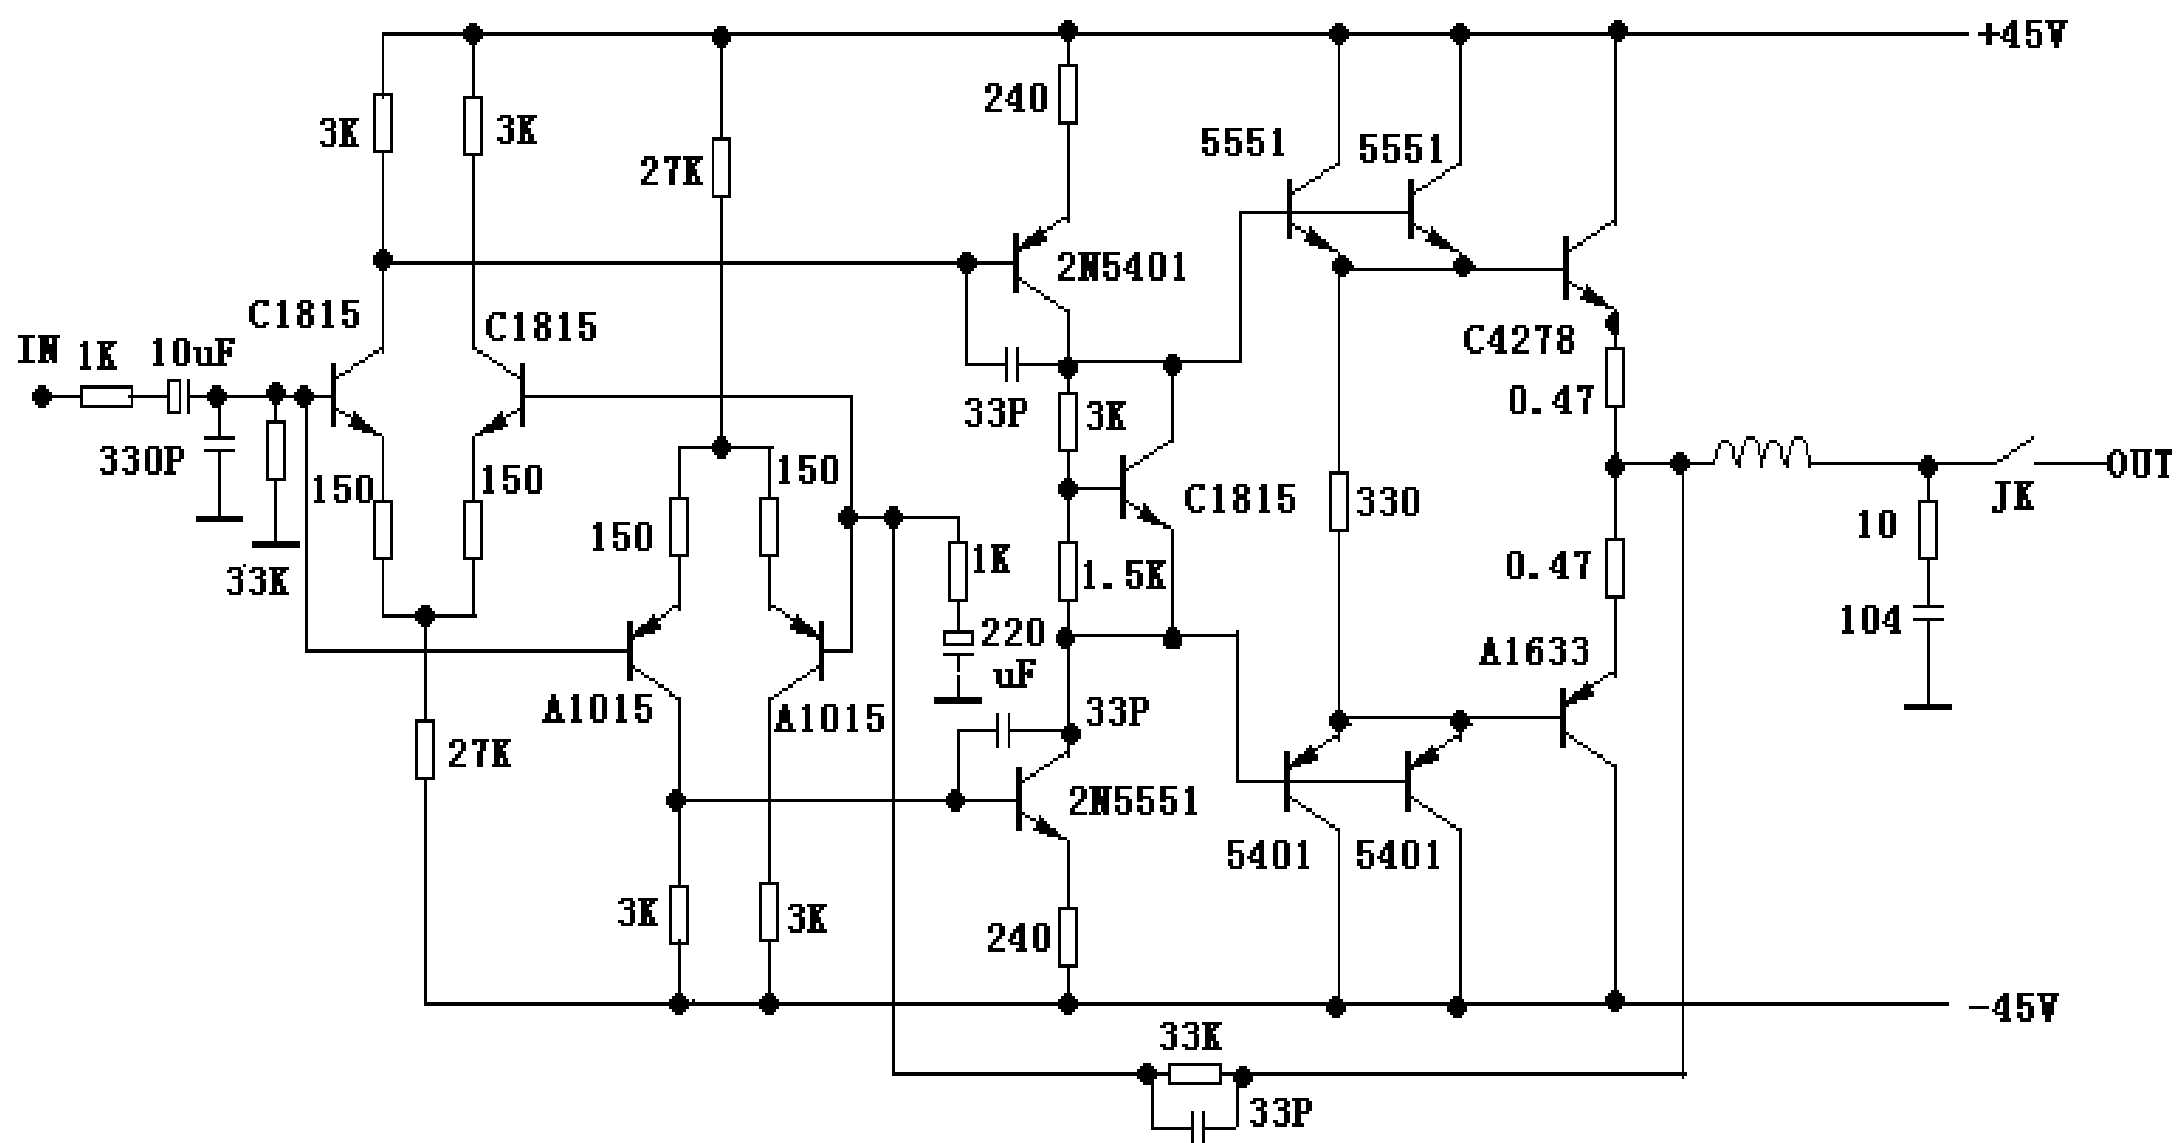 +45V
240
3K
3K
5551
5551
27K
2N5401
C1815
C1815
C4278
IN
1K
10uF
0.47
33P
3K
330P
150
150
150
OUT
C1815
330
JK
10
150
1K
0.47
33K
1.5K
104
220
uF
A1633
A1015
A1015
33P
27K
2N5551
5401
5401
3K
3K
240
-45V
33K
33P